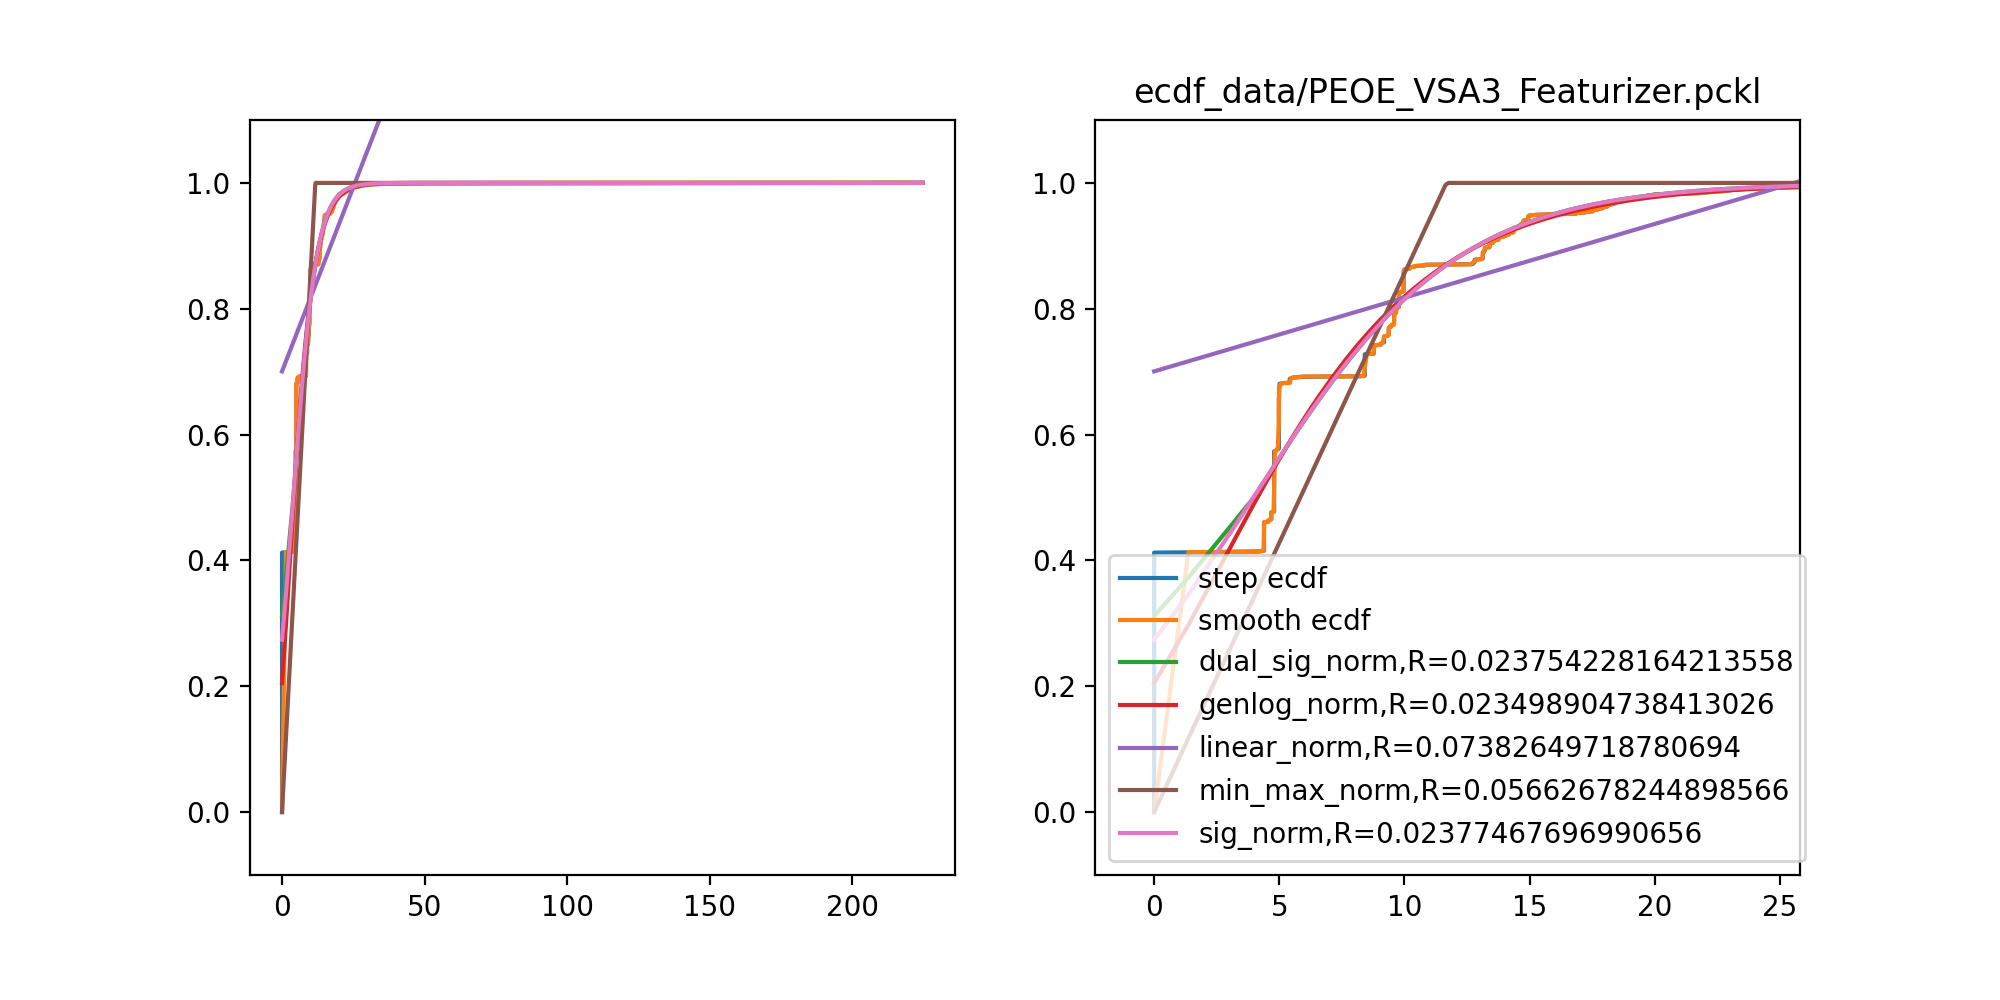 ecdf_data/PEOE_VSA3_Featurizer.pckl
1.0
0.8
0.6
0.4
0.2
0.0
0 50 100 150 200
1.0
0.8
0.6
0.4
0.2
0.0
step ecdf
smooth ecdf
dual_sig_norm,R=0.023754228164213558
genlog_norm,R=0.023498904738413026
linear_norm,R=0.07382649718780694
min_max_norm,R=0.05662678244898566
sig_norm,R=0.02377467696990656
0 5 10 15 20 25